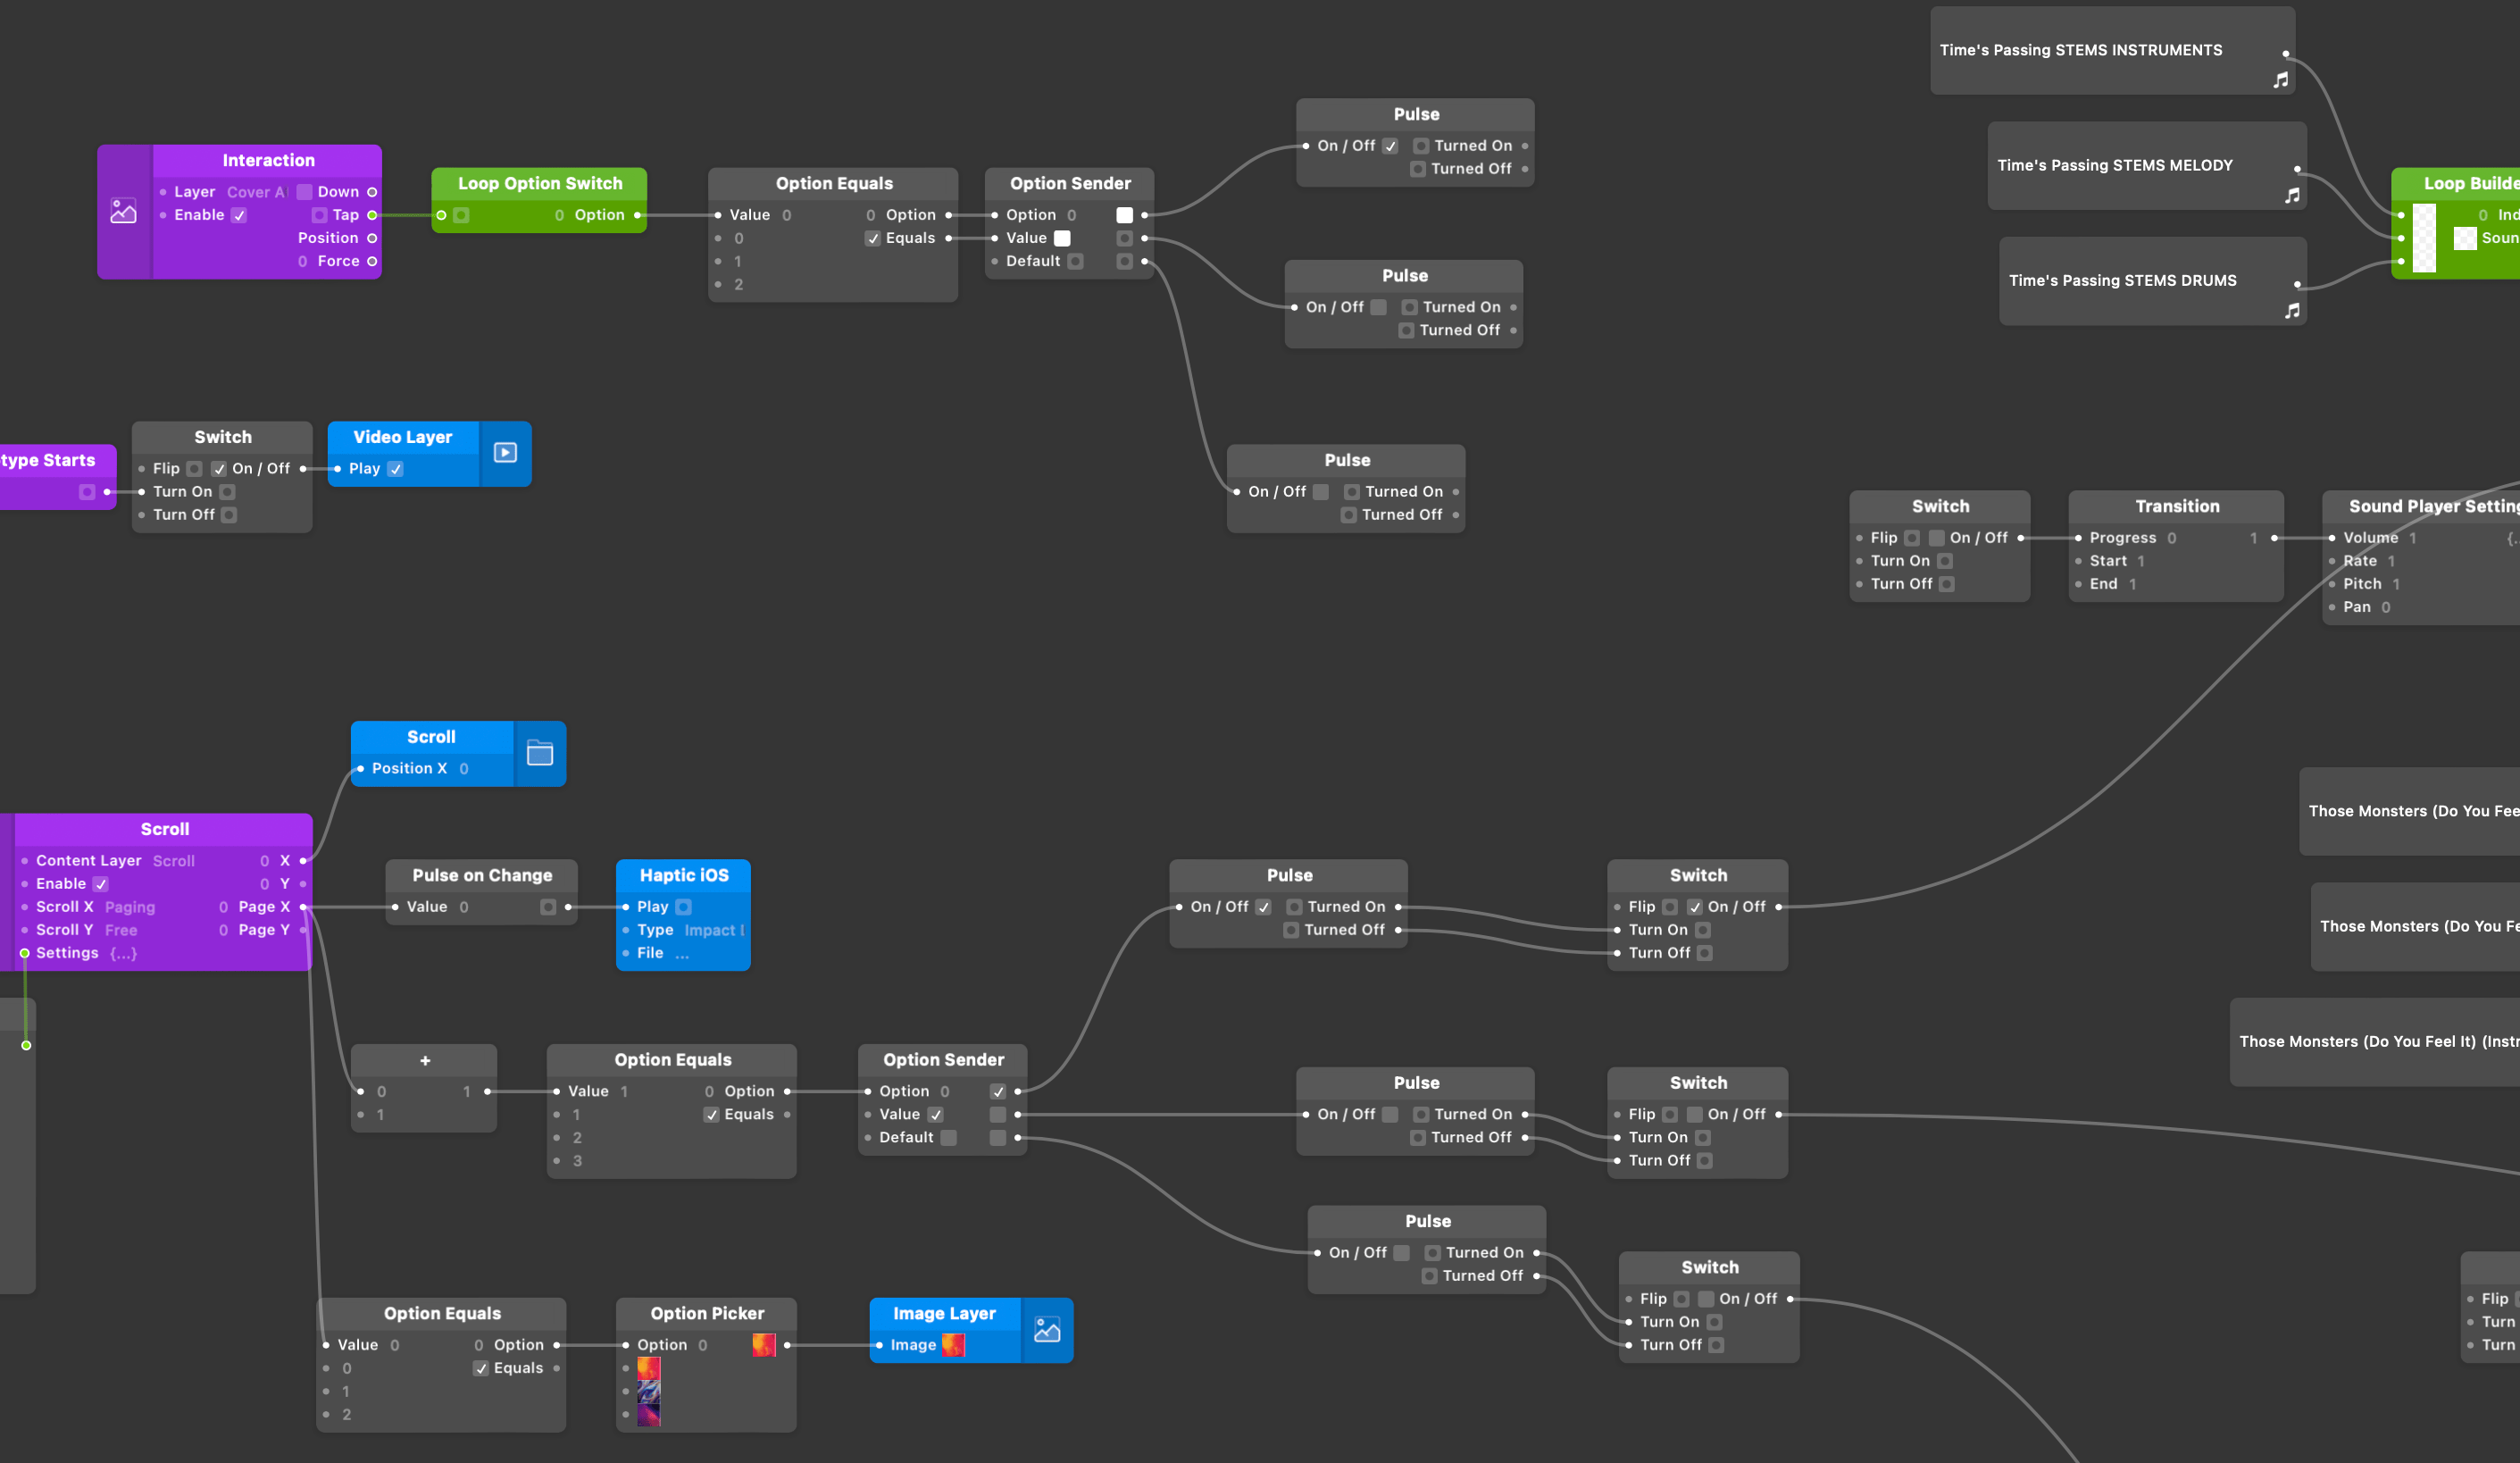 Time's Passing STEMS INSTRUMENTS
Time's Passing STEMS MELODY
Time's Passing STEMS DRUMS
Loop Builde
0 Ind
Soun
Interaction
Layer Cover A Down
Enable Tap
Position
0 Force
Loop Option Switch
0 Option
Option Equals
Value 0 0 Option
0 Equals
1
2
Option Sender
Option 0
Value
Default
Pulse
On / Off Turned On
Turned Off
Pulse
On / Off Turned On
Turned Off
Pulse
On / Off Turned On
Turned Off
type Starts
Switch
Flip On / Off
Turn On
Turn Off
Video Layer
Play
Switch
Flip On / Off
Turn On
Turn Off
Transition
Progress 0 1
Start 1
End 1
Sound Player Setting
Volume 1 {..
Rate 1
Pitch 1
Pan 0
Scroll
Position X 0
Scroll
Content Layer Scroll 0 X
Enable 0 Y
Scroll X Paging 0 Page X
Scroll Y Free 0 Page Y
Settings {...}
Pulse on Change
Value 0
Haptic iOS
Play
Type Impact L
File ...
Those Monsters (Do You Fee
Those Monsters (Do You Fe
Those Monsters (Do You Feel It) (Instr
Pulse
On / Off Turned On
Turned Off
Switch
Flip On / Off
Turn On
Turn Off
+
0 1
1
Option Equals
Value 1 0 Option
1 Equals
2
3
Option Sender
Option 0
Value
Default
Pulse
On / Off Turned On
Turned Off
Switch
Flip On / Off
Turn On
Turn Off
Pulse
On / Off Turned On
Turned Off
Switch
Flip On / Off
Turn On
Turn Off
Option Equals
Value 0 0 Option
0 Equals
1
2
Option Picker
Option 0
Image Layer
Image
Flip
Turn
Turn